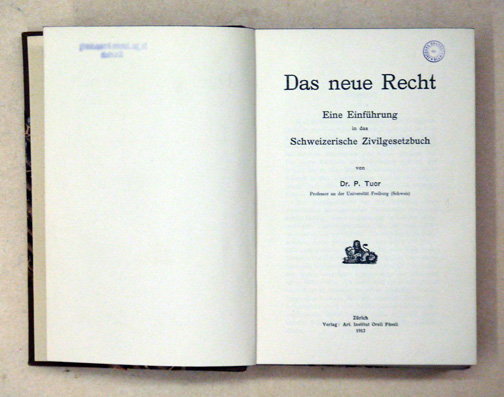 Das neue Recht
Eine Einführung
in das
Schweizerische Zivilgesetzbuch
von
Dr. P. Tuor
Professor an der Universität Freiburg (Schweiz)
Zürich
Verlag: Art. Institut Orell Füssli
1912